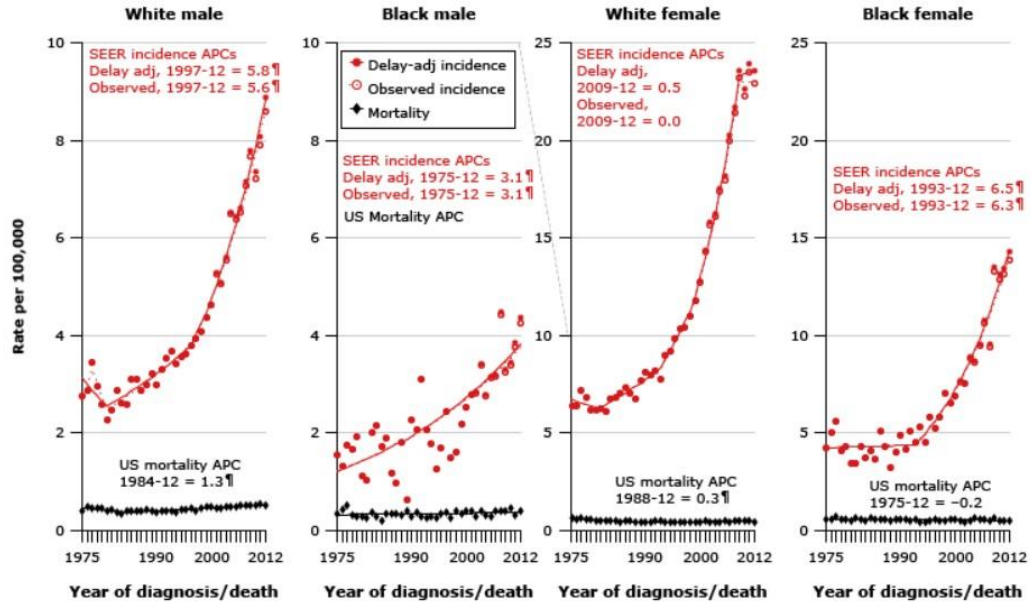 White male
Black male
White female
Black female
Rate per 100,000
10
8
6
4
2
0
SEER incidence APCs
Delay adj, 1997-12 = 5.8¶
Observed, 1997-12 = 5.6¶
US mortality APC
1984-12 = 1.3¶
1975
1990
2000
2012
Year of diagnosis/death
10
8
6
4
2
0
Delay-adj incidence
Observed incidence
Mortality
SEER incidence APCs
Delay adj, 1975-12 = 3.1¶
Observed, 1975-12 = 3.1¶
US Mortality APC
1975
1990
2000
2012
Year of diagnosis/death
25
20
15
10
5
0
SEER incidence APCs
Delay adj,
2009-12 = 0.5
Observed,
2009-12 = 0.0
US mortality APC
1988-12 = 0.3¶
1975
1990
2000
2012
Year of diagnosis/death
25
20
15
10
5
0
SEER incidence APCs
Delay adj, 1993-12 = 6.5¶
Observed, 1993-12 = 6.3¶
US mortality APC
1975-12 = –0.2
1975
1990
2000
2012
Year of diagnosis/death